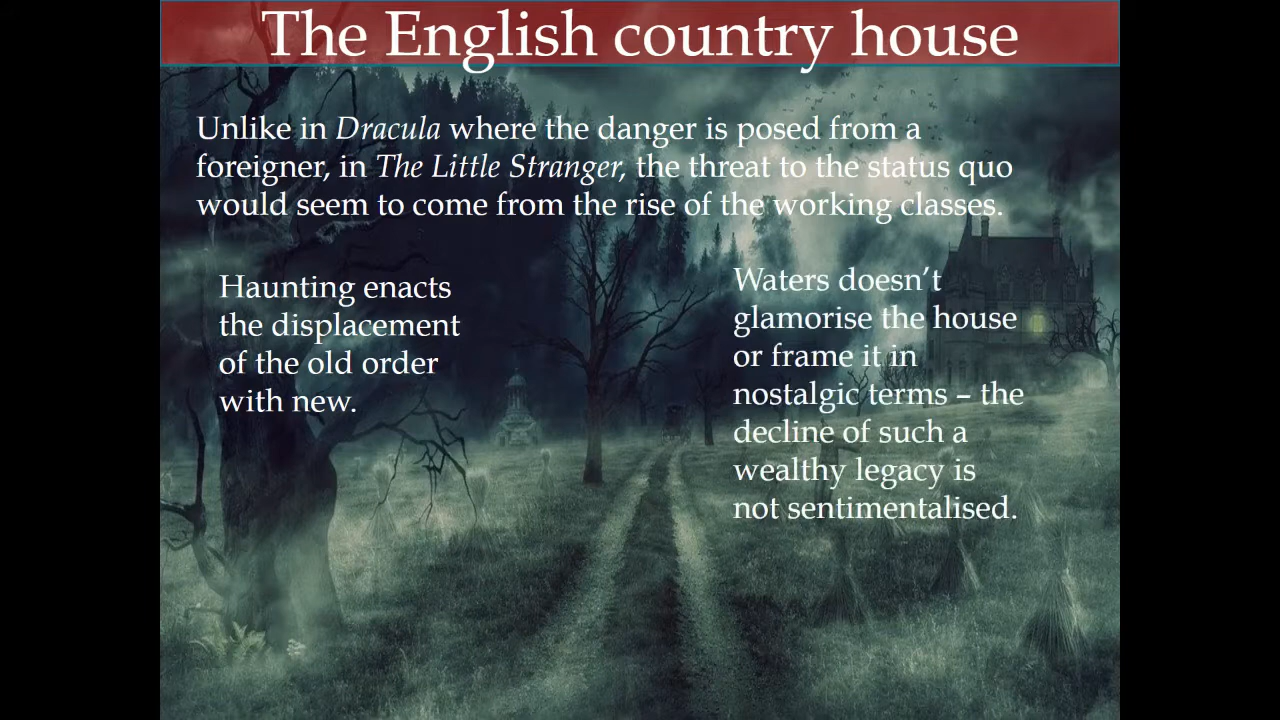 The English country house
Unlike in Dracula where the danger is posed from a
foreigner, in The Little Stranger, the threat to the status quo
would seem to come from the rise of the working classes.
Haunting enacts
the displacement
of the old order
with new.
Waters doesn’t
glamorise the house
or frame it in
nostalgic terms – the
decline of such a
wealthy legacy is
not sentimentalised.